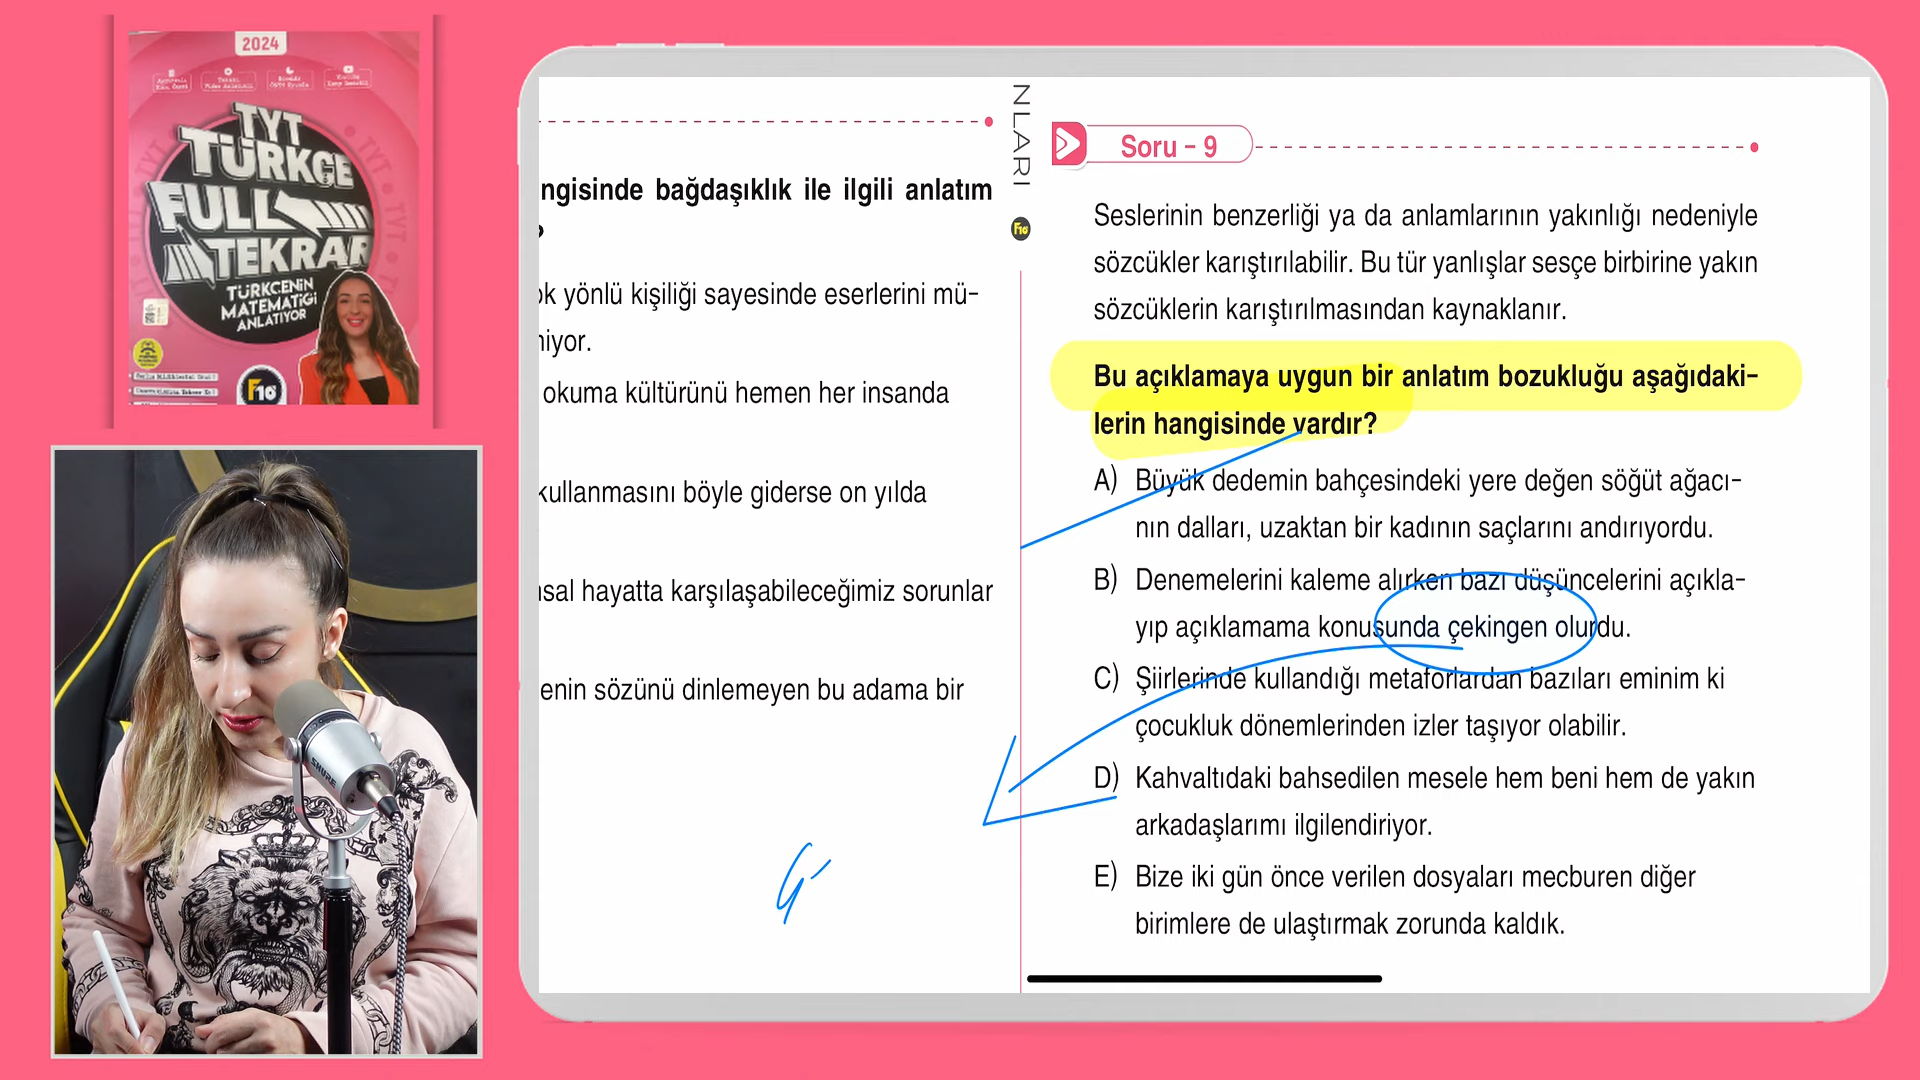 2024
TYT
TÜRKÇE
FULL
TEKRAR
TÜRKCENİN
MATEMATİGİ
ANLATIYOR
F10
SHURE
ngisinde bağdaşıklık ile ilgili anlatım
?
ok yönlü kişiliği sayesinde eserlerini mü-
niyor.
okuma kültürünü hemen her insanda
kullanmasını böyle giderse on yılda
nsal hayatta karşılaşabileceğimiz sorunlar
enin sözünü dinlemeyen bu adama bir
NLARI
F10
Soru - 9
Seslerinin benzerliği ya da anlamlarının yakınlığı nedeniyle
sözcükler karıştırılabilir. Bu tür yanlışlar sesçe birbirine yakın
sözcüklerin karıştırılmasından kaynaklanır.
Bu açıklamaya uygun bir anlatım bozukluğu aşağıdaki-
lerin hangisinde vardır?
A) Büyük dedemin bahçesindeki yere değen söğüt ağacı-
nın dalları, uzaktan bir kadının saçlarını andırıyordu.
B) Denemelerini kaleme alırken bazı düşüncelerini açıkla-
yıp açıklamama konusunda çekingen olurdu.
C) Şiirlerinde kullandığı metaforlardan bazıları eminim ki
çocukluk dönemlerinden izler taşıyor olabilir.
D) Kahvaltıdaki bahsedilen mesele hem beni hem de yakın
arkadaşlarımı ilgilendiriyor.
E) Bize iki gün önce verilen dosyaları mecburen diğer
birimlere de ulaştırmak zorunda kaldık.